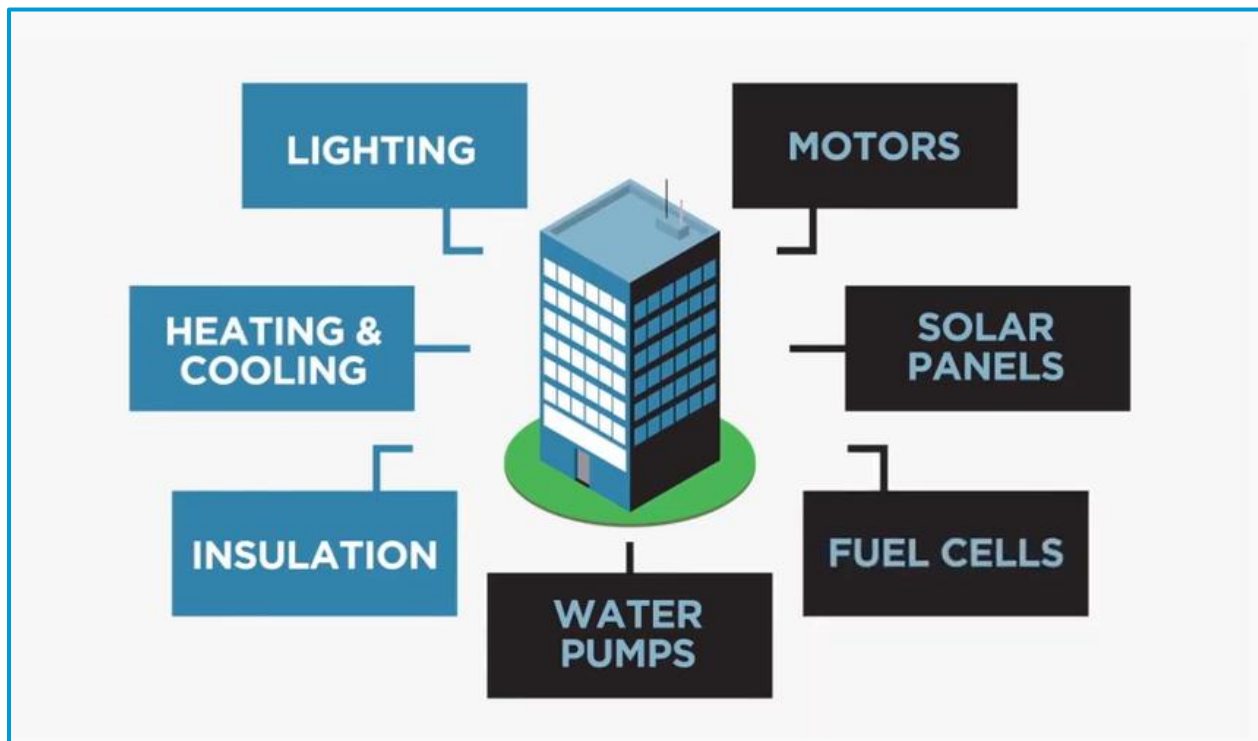 LIGHTING
MOTORS
HEATING &
COOLING
SOLAR
PANELS
INSULATION
FUEL CELLS
WATER
PUMPS